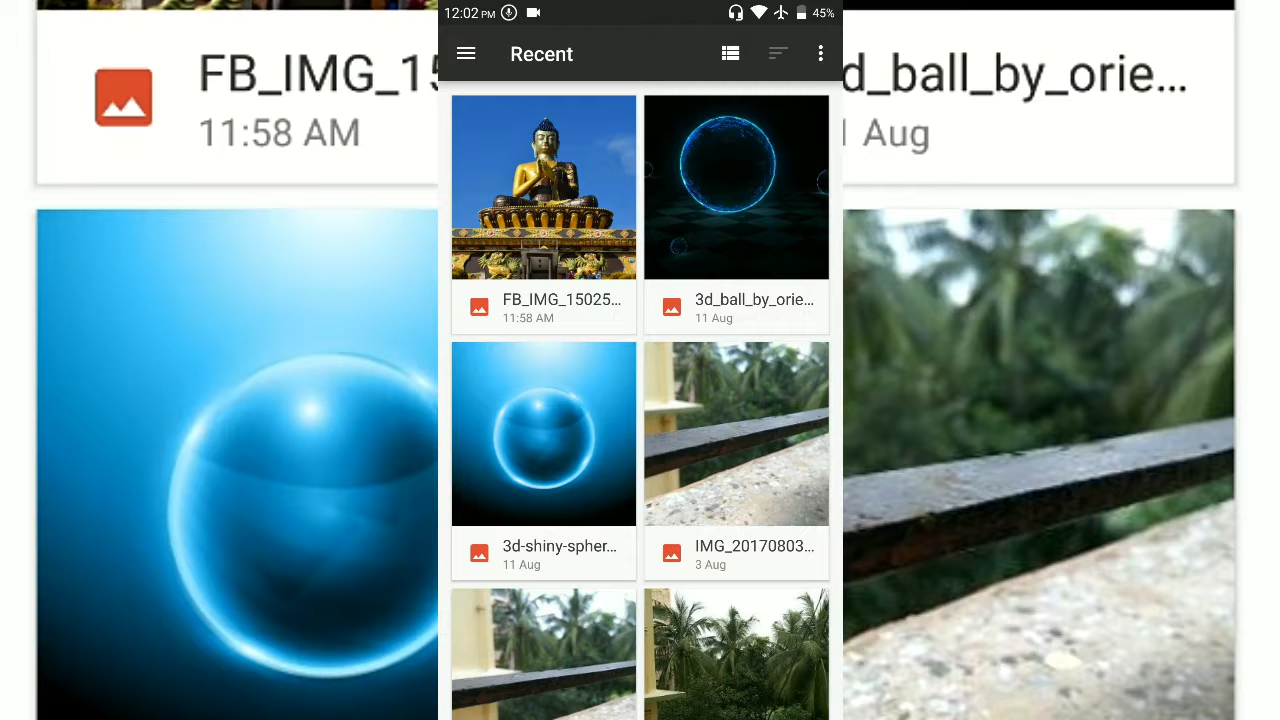 12:02 PM
45%
Recent
FB_IMG_15
11:58 AM
d_ball_by_orie...
Aug
FB_IMG_15025...
11:58 AM
3d_ball_by_orie...
11 Aug
3d-shiny-spher...
11 Aug
IMG_20170803...
3 Aug